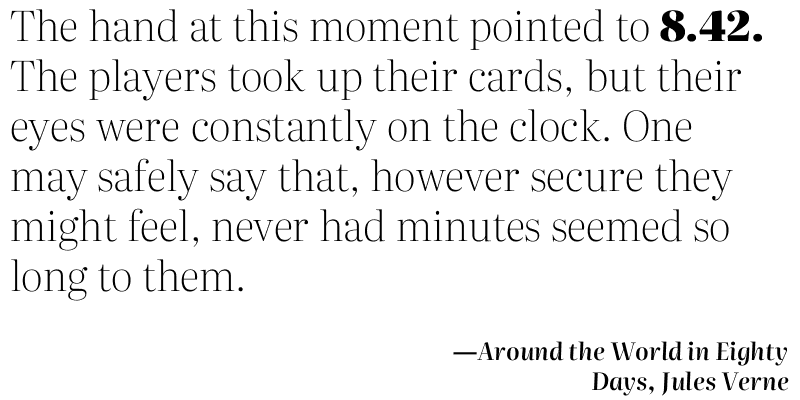 The hand at this moment pointed to 8.42.
The players took up their cards, but their
eyes were constantly on the clock. One
may safely say that, however secure they
might feel, never had minutes seemed so
long to them.
—Around the World in Eighty
Days, Jules Verne